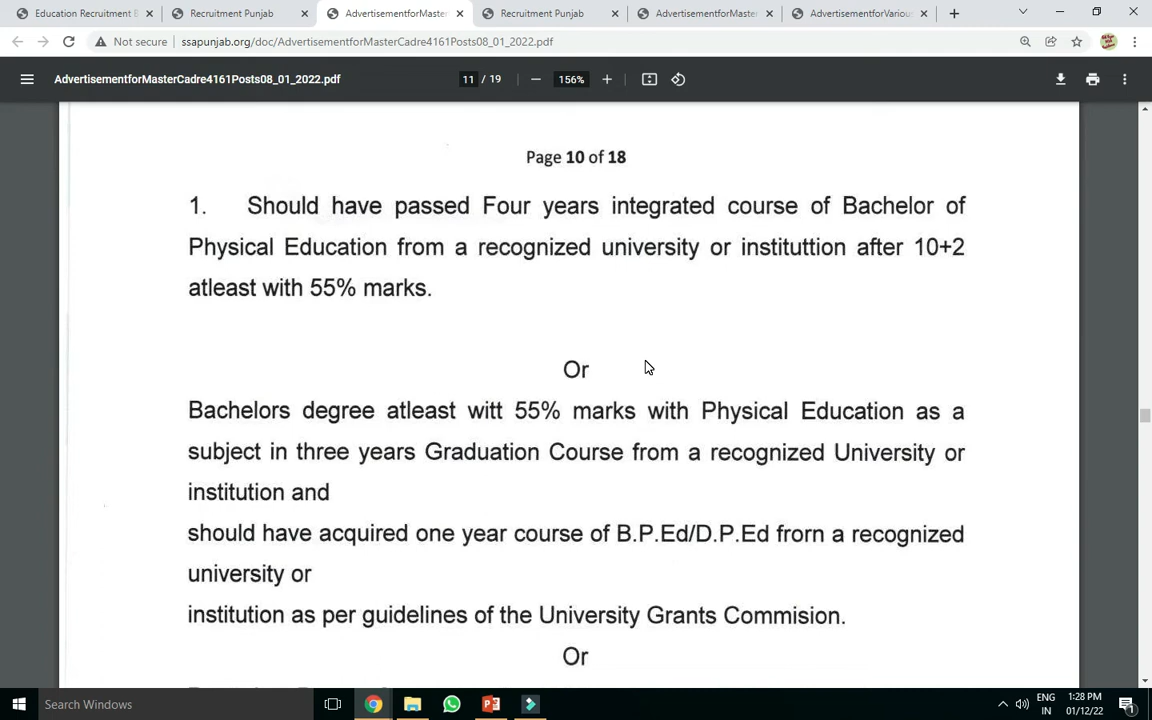 Education Recruitment B
Recruitment Punjab
AdvertisementforMaster
Recruitment Punjab
AdvertisementforMaster
AdvertisementforVariou
Not secure
ssapunjab.org/doc/AdvertisementforMasterCadre4161Posts08_01_2022.pdf
AdvertisementforMasterCadre4161Posts08_01_2022.pdf
11 / 19
156%
Page 10 of 18
1. Should have passed Four years integrated course of Bachelor of
Physical Education from a recognized university or instituttion after 10+2
atleast with 55% marks.
Or
Bachelors degree atleast witt 55% marks with Physical Education as a
subject in three years Graduation Course from a recognized University or
institution and
should have acquired one year course of B.P.Ed/D.P.Ed frorn a recognized
university or
institution as per guidelines of the University Grants Commision.
Or
Search Windows
ENG
IN
1:28 PM
01/12/22
1